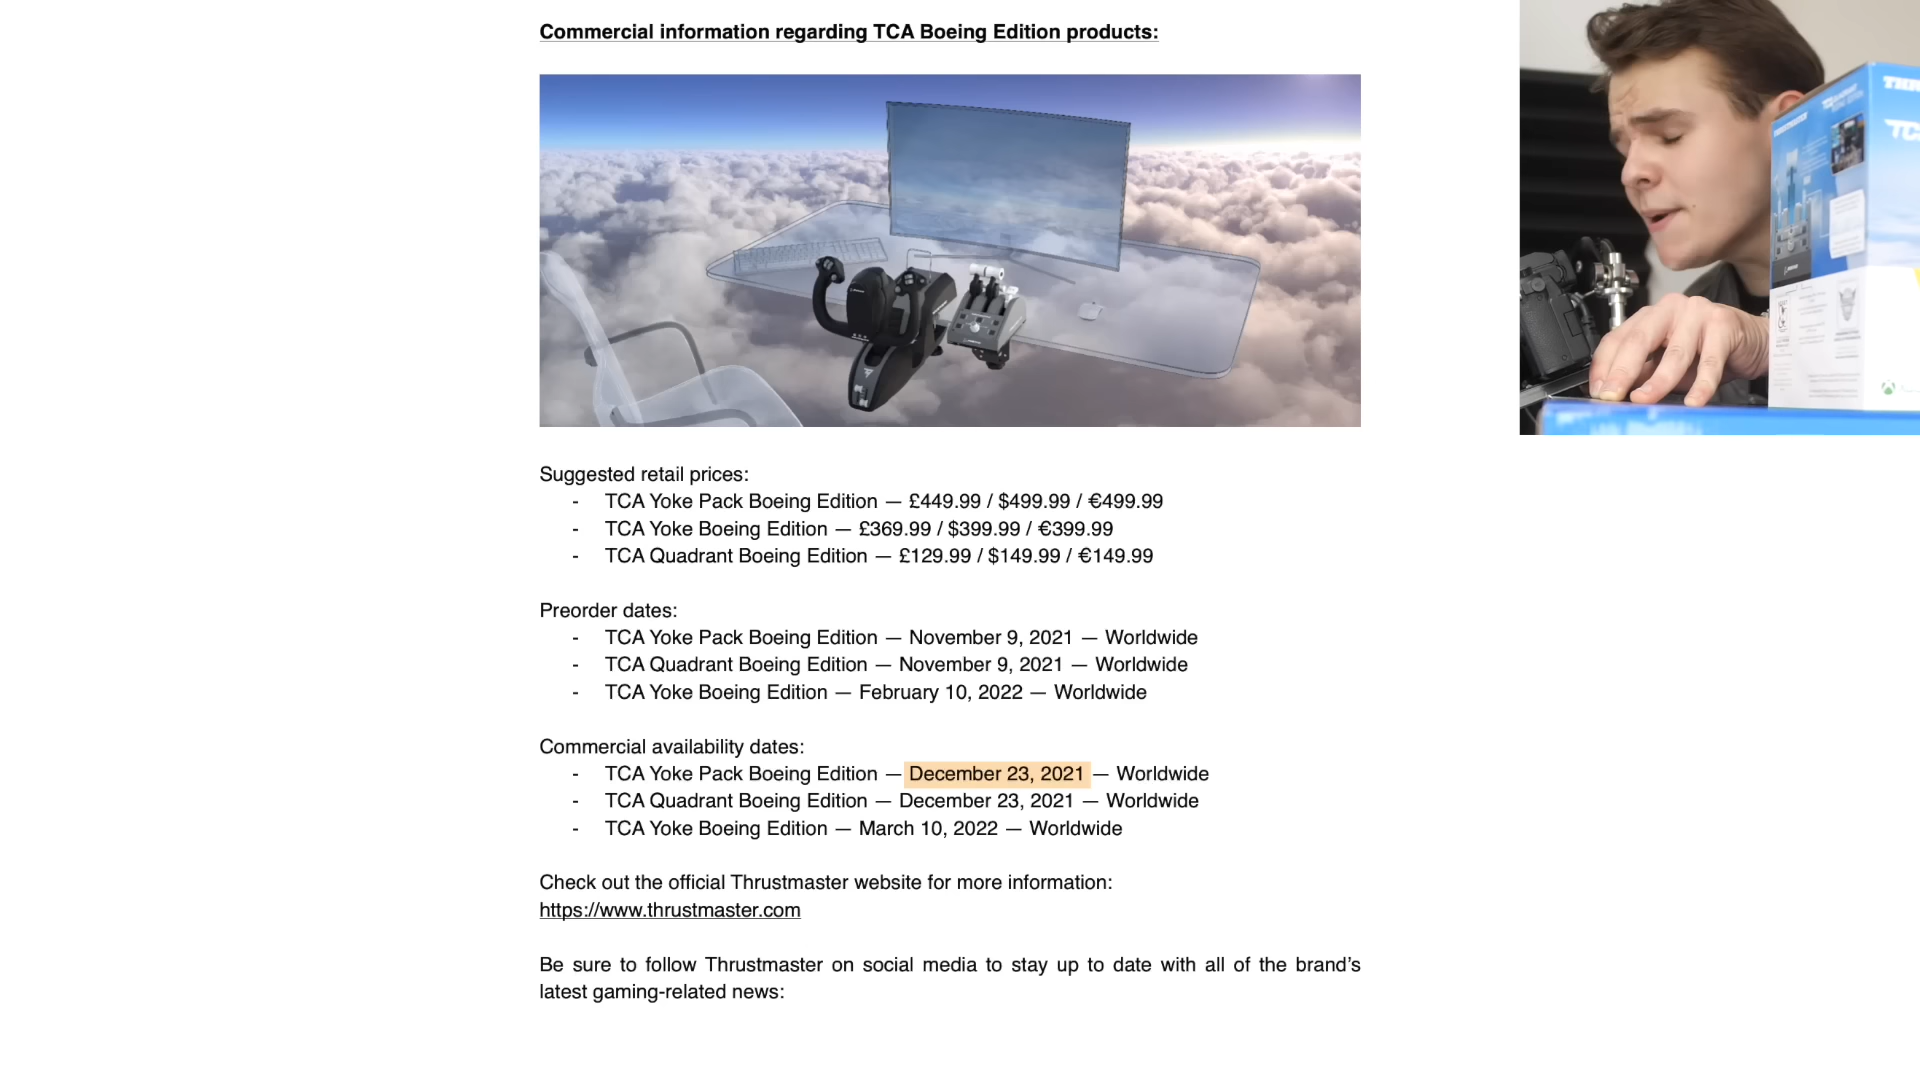 Commercial information regarding TCA Boeing Edition products:
Suggested retail prices:
- TCA Yoke Pack Boeing Edition — £449.99 / $499.99 / €499.99
- TCA Yoke Boeing Edition — £369.99 / $399.99 / €399.99
- TCA Quadrant Boeing Edition — £129.99 / $149.99 / €149.99
Preorder dates:
- TCA Yoke Pack Boeing Edition — November 9, 2021 — Worldwide
- TCA Quadrant Boeing Edition — November 9, 2021 — Worldwide
- TCA Yoke Boeing Edition — February 10, 2022 — Worldwide
Commercial availability dates:
- TCA Yoke Pack Boeing Edition — December 23, 2021 — Worldwide
- TCA Quadrant Boeing Edition — December 23, 2021 — Worldwide
- TCA Yoke Boeing Edition — March 10, 2022 — Worldwide
Check out the official Thrustmaster website for more information:
https://www.thrustmaster.com
Be sure to follow Thrustmaster on social media to stay up to date with all of the brand’s
latest gaming-related news: